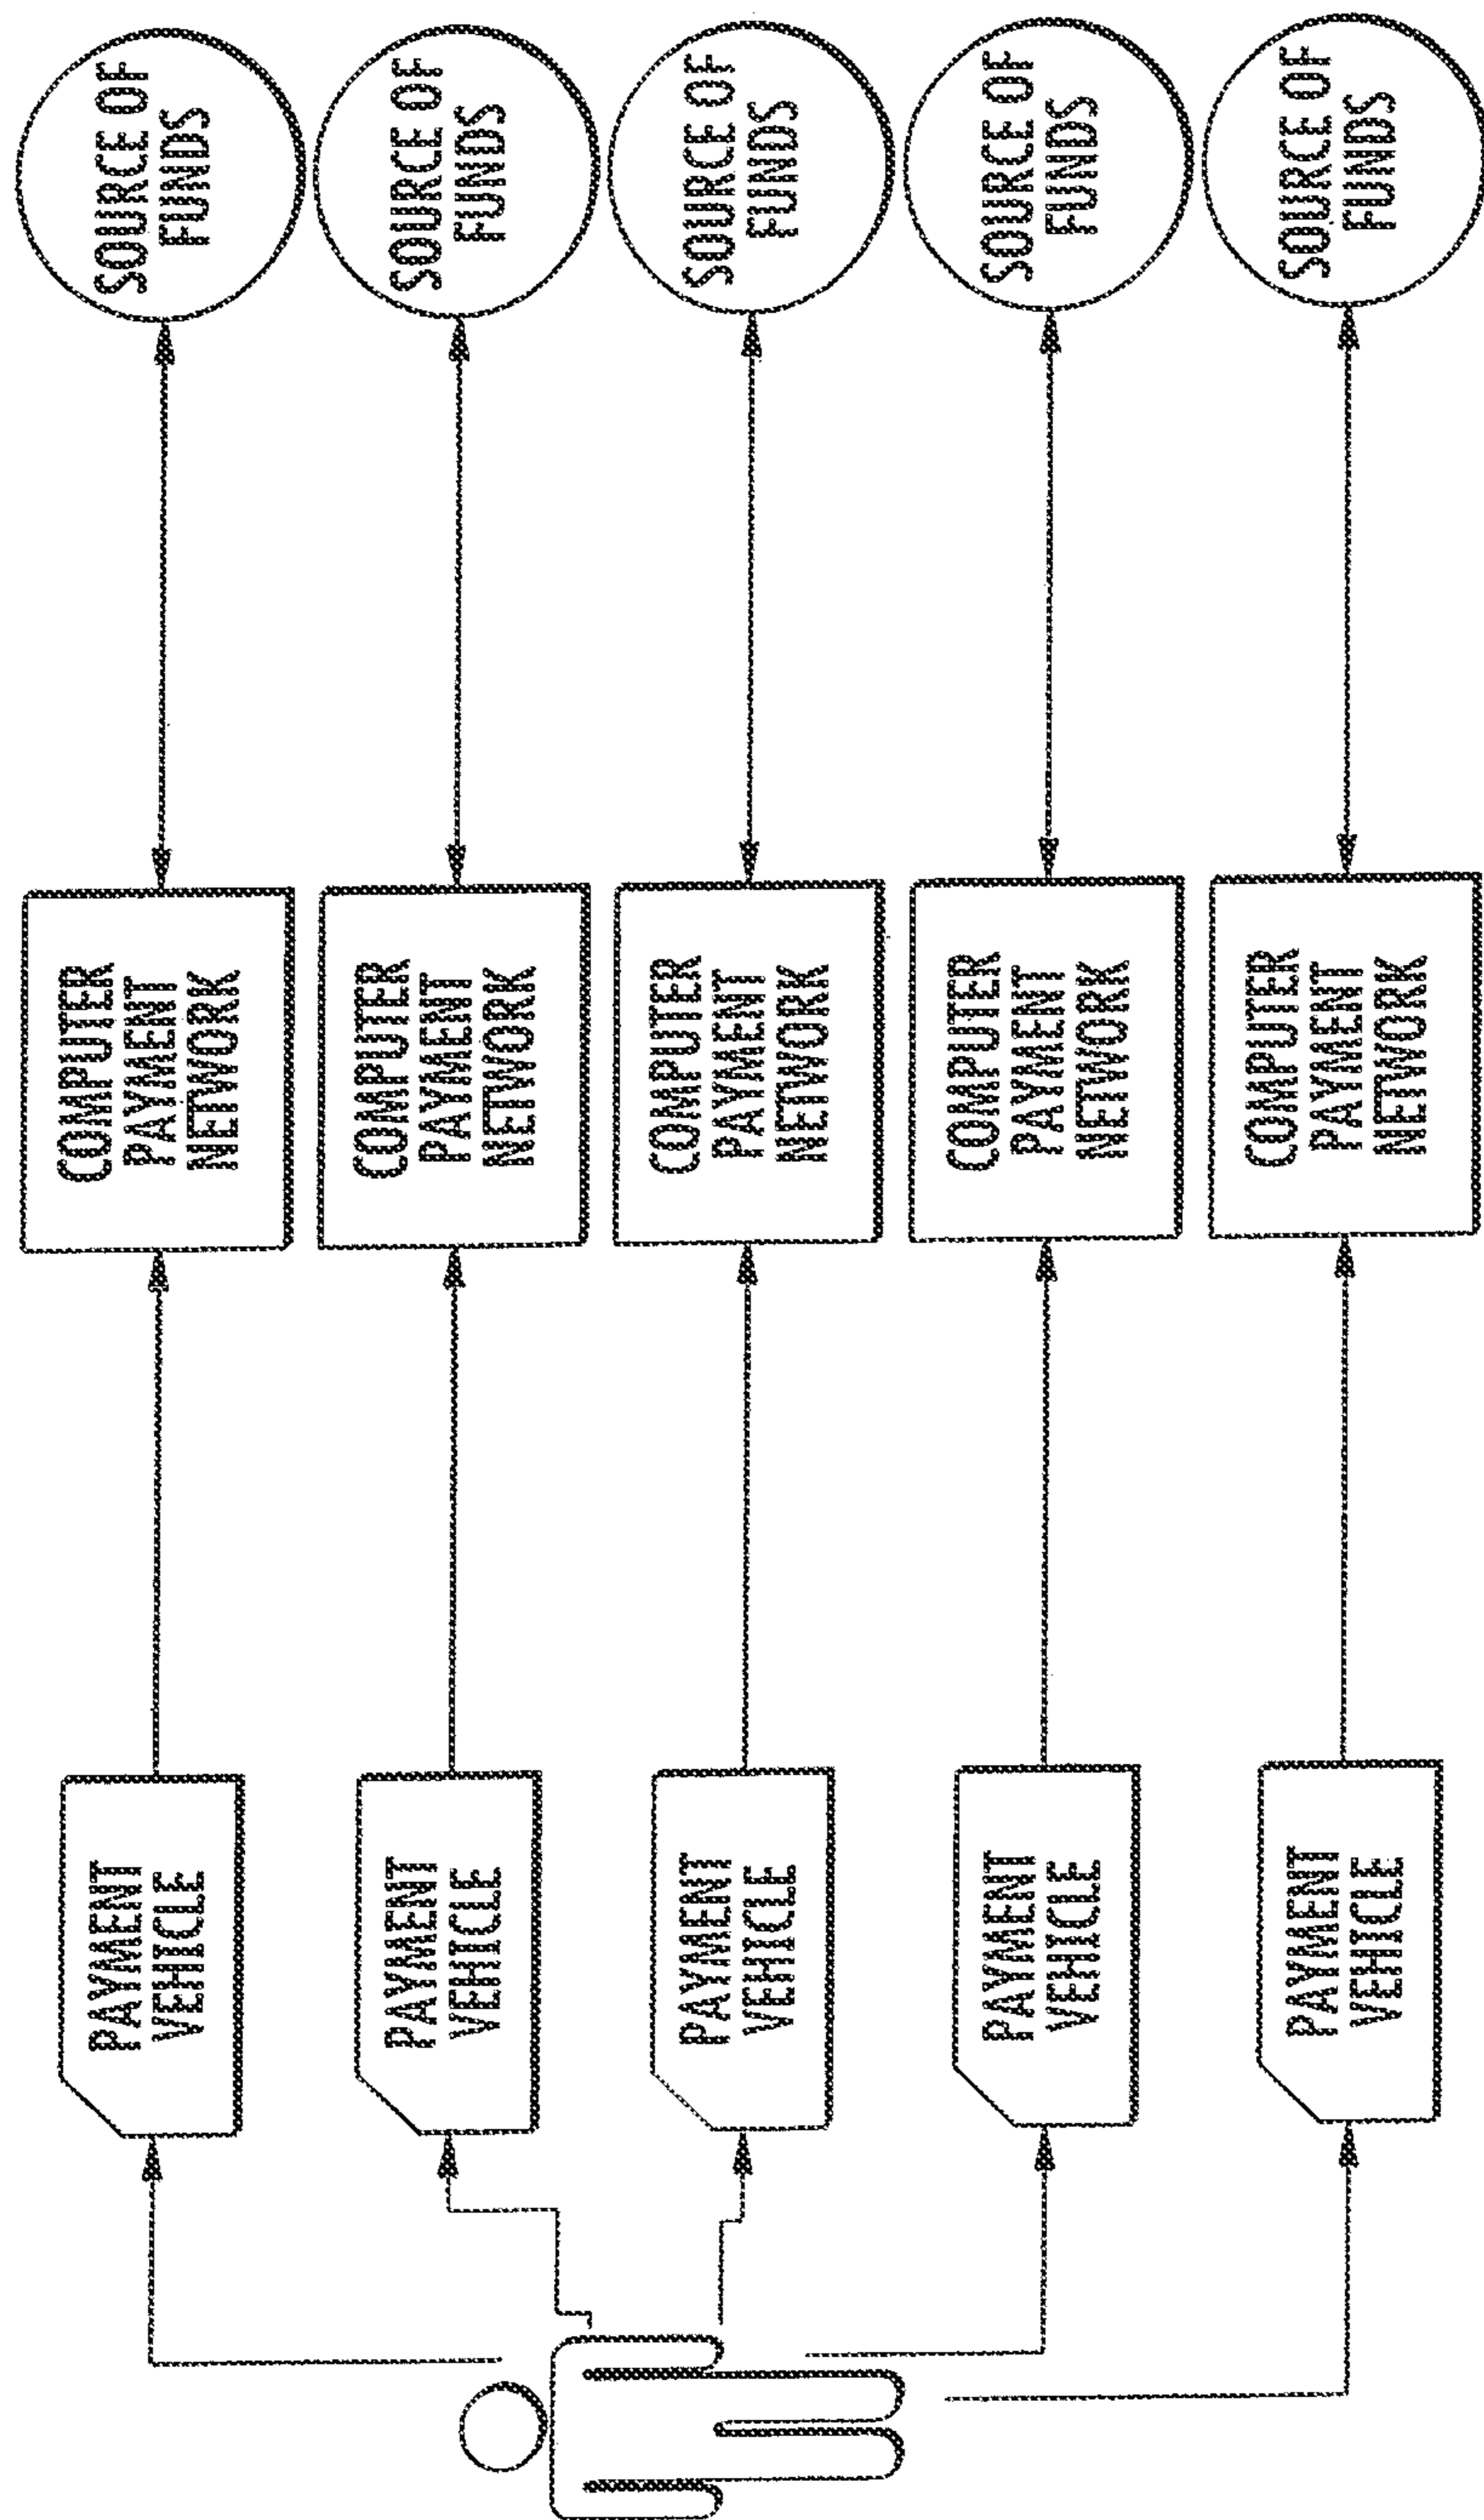 PAYMENT
VEHICLE
COMPUTER
PAYMENT
NETWORK
SOURCE OF
FUNDS
PAYMENT
VEHICLE
COMPUTER
PAYMENT
NETWORK
SOURCE OF
FUNDS
PAYMENT
VEHICLE
COMPUTER
PAYMENT
NETWORK
SOURCE OF
FUNDS
PAYMENT
VEHICLE
COMPUTER
PAYMENT
NETWORK
SOURCE OF
FUNDS
PAYMENT
VEHICLE
COMPUTER
PAYMENT
NETWORK
SOURCE OF
FUNDS